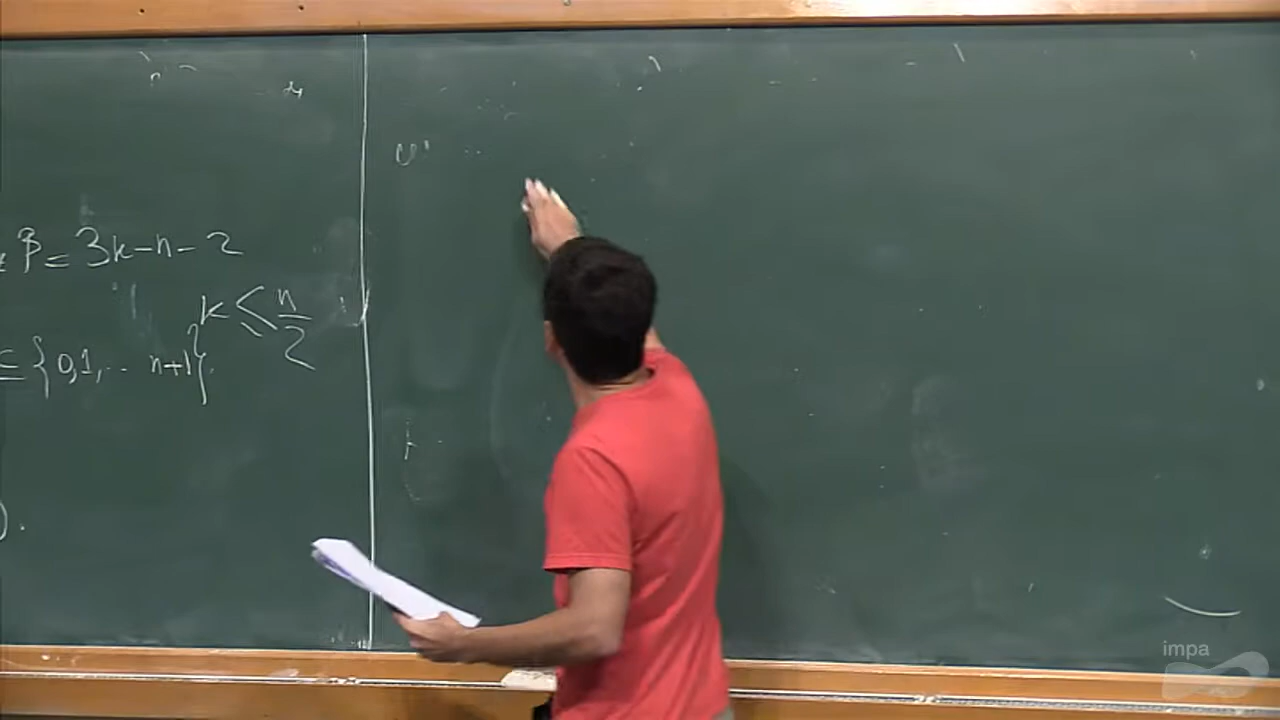 β = 3k-n-2
k ≤ n/2
{0,1,.. n+1}.
).
impa